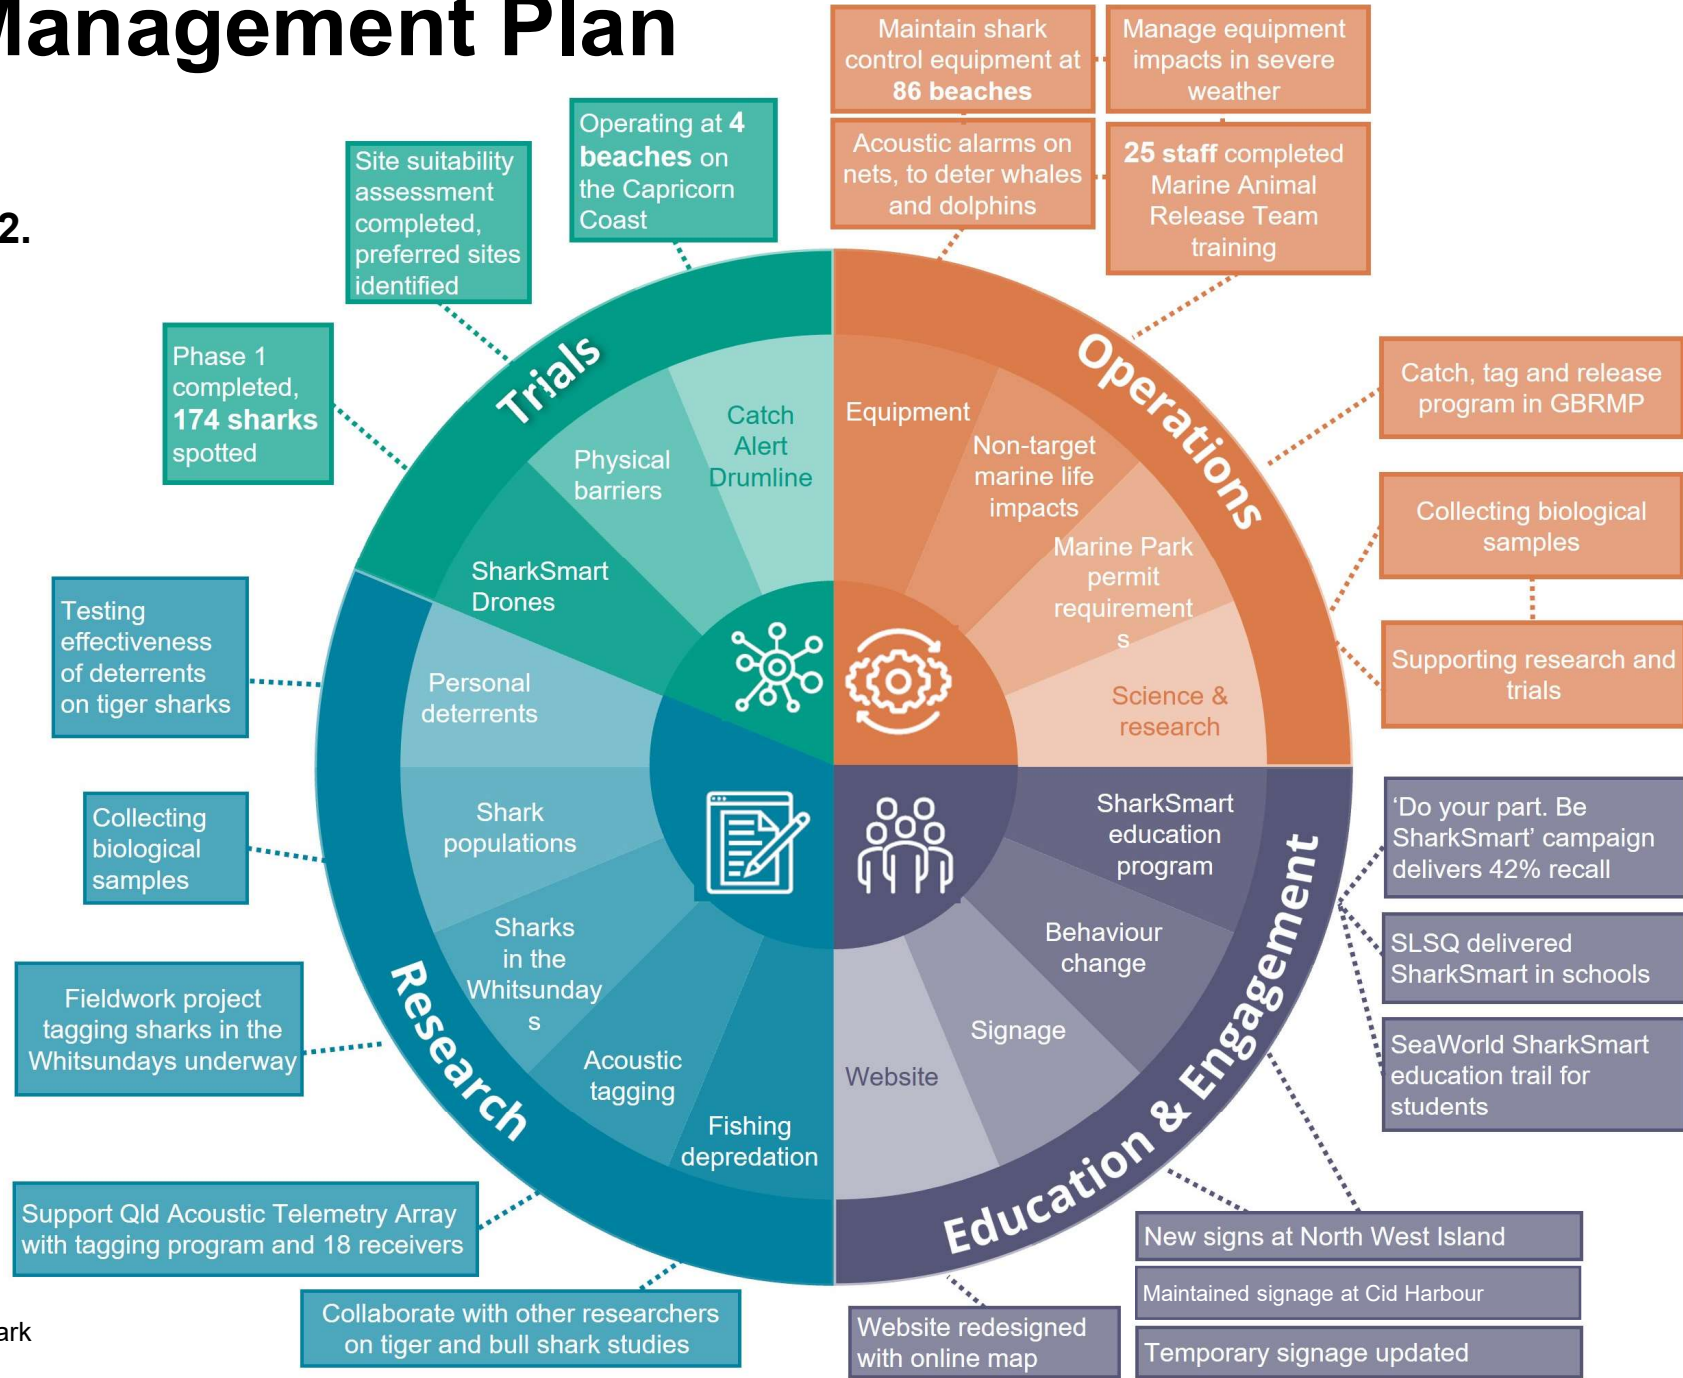 Management Plan
2.
Maintain shark
control equipment at
86 beaches
Manage equipment
impacts in severe
weather
Acoustic alarms on
nets, to deter whales
and dolphins
25 staff completed
Marine Animal
Release Team
training
Operating at 4
beaches on
the Capricorn
Coast
Site suitability
assessment
completed,
preferred sites
identified
Phase 1
completed,
174 sharks
spotted
Trials
Catch
Alert
Drumline
Physical
barriers
SharkSmart
Drones
Operations
Equipment
Non-target
marine life
impacts
Marine Park
permit
requirement
s
Science &
research
Catch, tag and release
program in GBRMP
Collecting biological
samples
Supporting research and
trials
Testing
effectiveness
of deterrents
on tiger sharks
Collecting
biological
samples
Fieldwork project
tagging sharks in the
Whitsundays underway
Support Qld Acoustic Telemetry Array
with tagging program and 18 receivers
Collaborate with other researchers
on tiger and bull shark studies
Research
Personal
deterrents
Shark
populations
Sharks
in the
Whitsunday
s
Acoustic
tagging
Fishing
depredation
Education & Engagement
SharkSmart
education
program
Behaviour
change
Signage
Website
‘Do your part. Be
SharkSmart’ campaign
delivers 42% recall
SLSQ delivered
SharkSmart in schools
SeaWorld SharkSmart
education trail for
students
New signs at North West Island
Maintained signage at Cid Harbour
Temporary signage updated
Website redesigned
with online map
ark